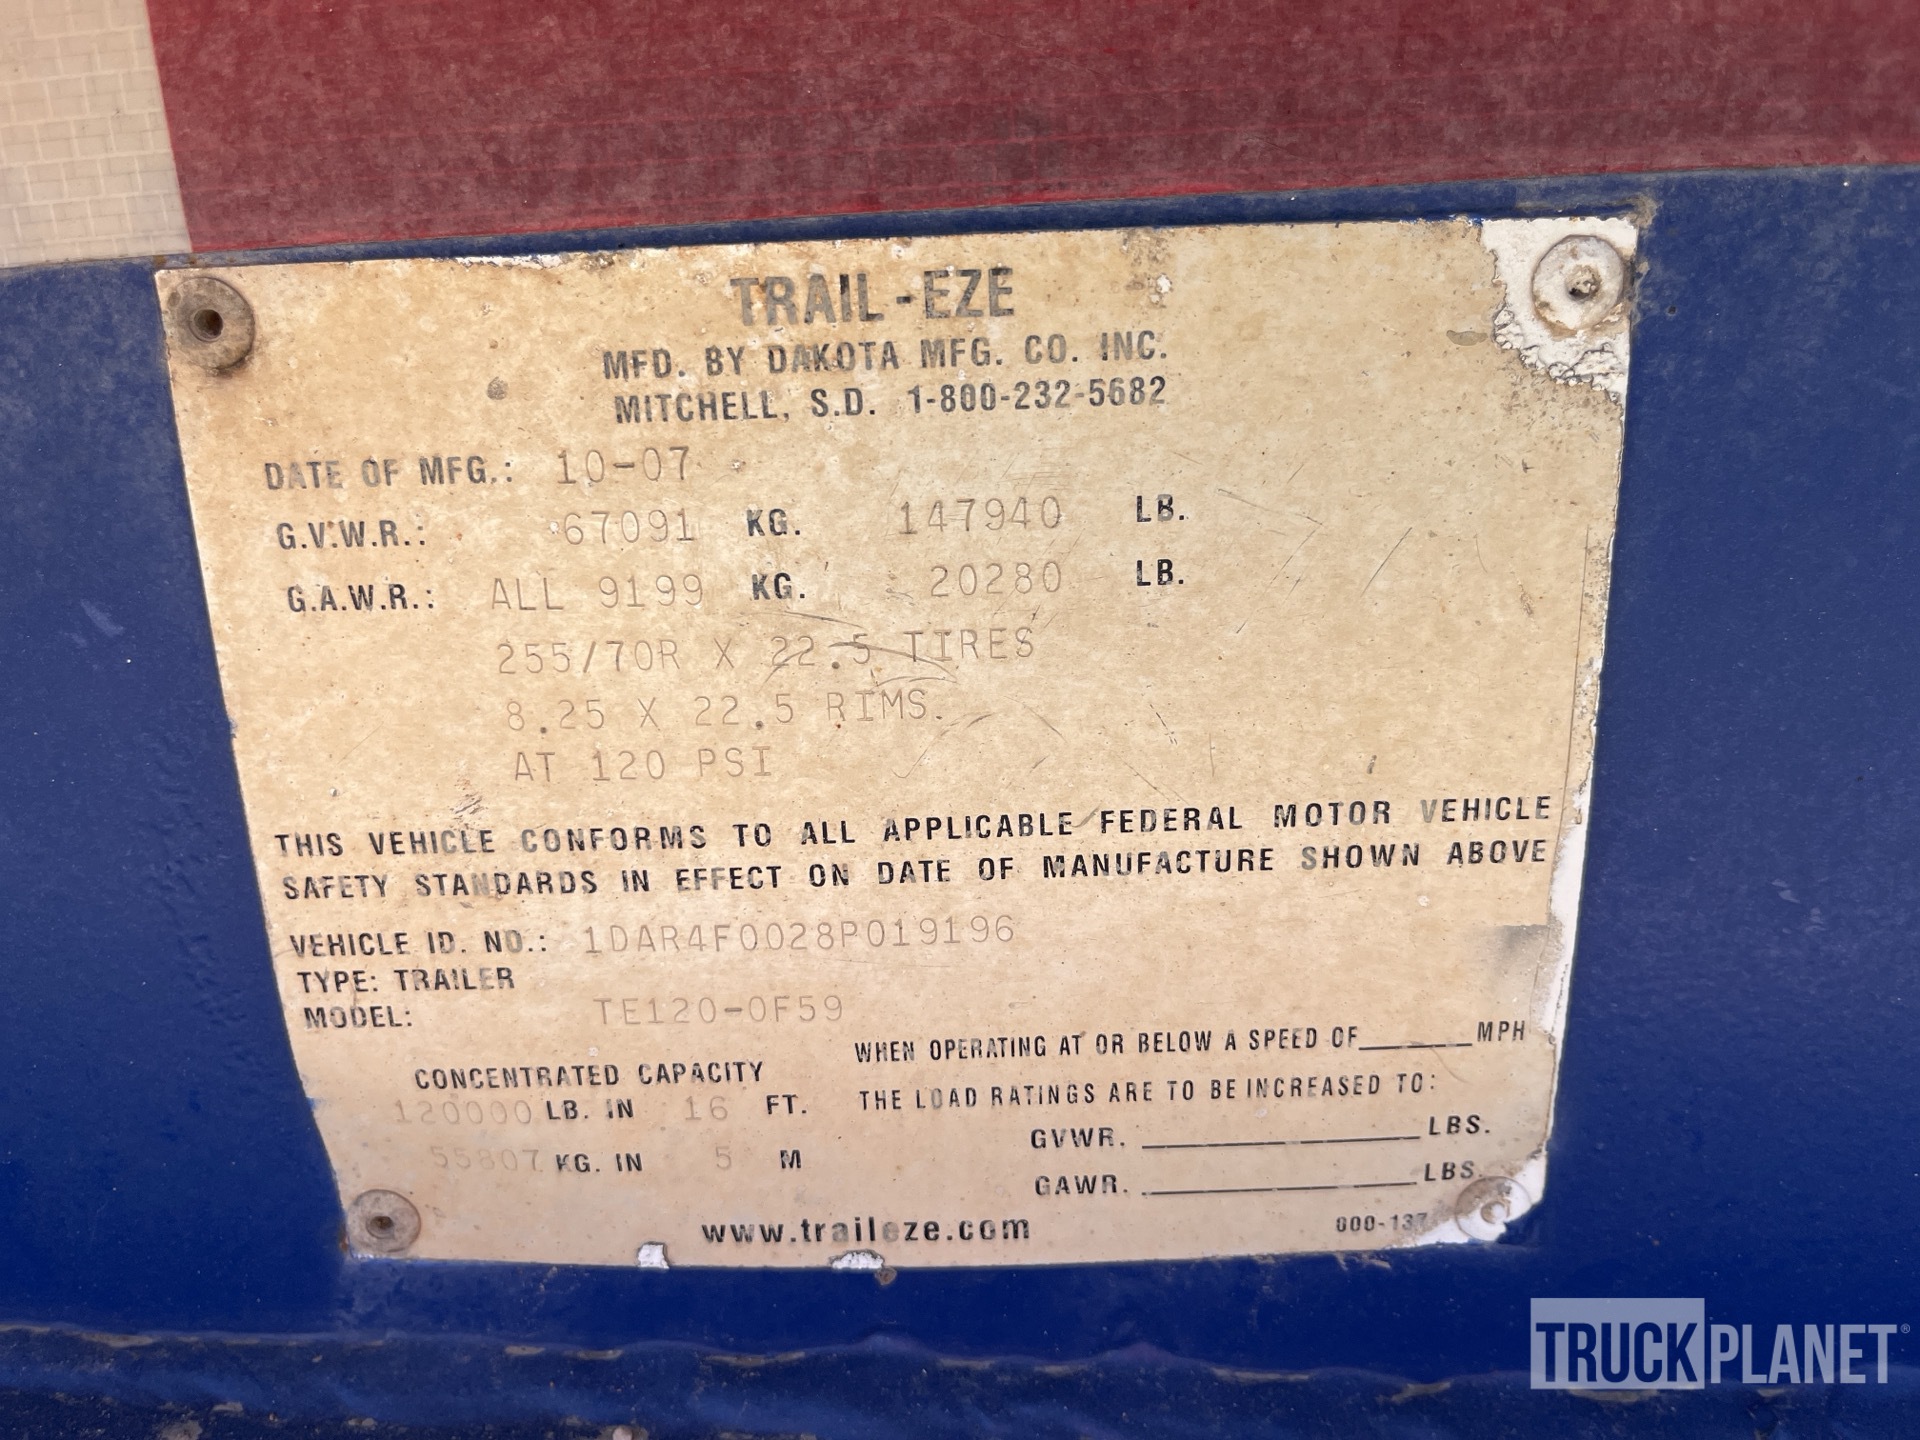 TRAIL-EZE
MFD. BY DAKOTA MFG. CO. INC.
MITCHELL, S.D. 1-800-232-5682
DATE OF MFG.: 10-07
G.V.W.R.: 67091 KG. 147940 LB.
G.A.W.R.: ALL 9199 KG. 20280 LB.
255/70R X 22.5 TIRES
8.25 X 22.5 RIMS.
AT 120 PSI
THIS VEHICLE CONFORMS TO ALL APPLICABLE FEDERAL MOTOR VEHICLE
SAFETY STANDARDS IN EFFECT ON DATE OF MANUFACTURE SHOWN ABOVE
VEHICLE ID. NO.: 1DAR4F0028P019196
TYPE: TRAILER
MODEL: TE120-0F59
CONCENTRATED CAPACITY
120000 LB. IN 16 FT.
55807 KG. IN 5 M
WHEN OPERATING AT OR BELOW A SPEED OF______MPH
THE LOAD RATINGS ARE TO BE INCREASED TO:
GVWR. ______________ LBS.
GAWR. ______________ LBS.
www.traileze.com
000-137
TRUCKPLANET®